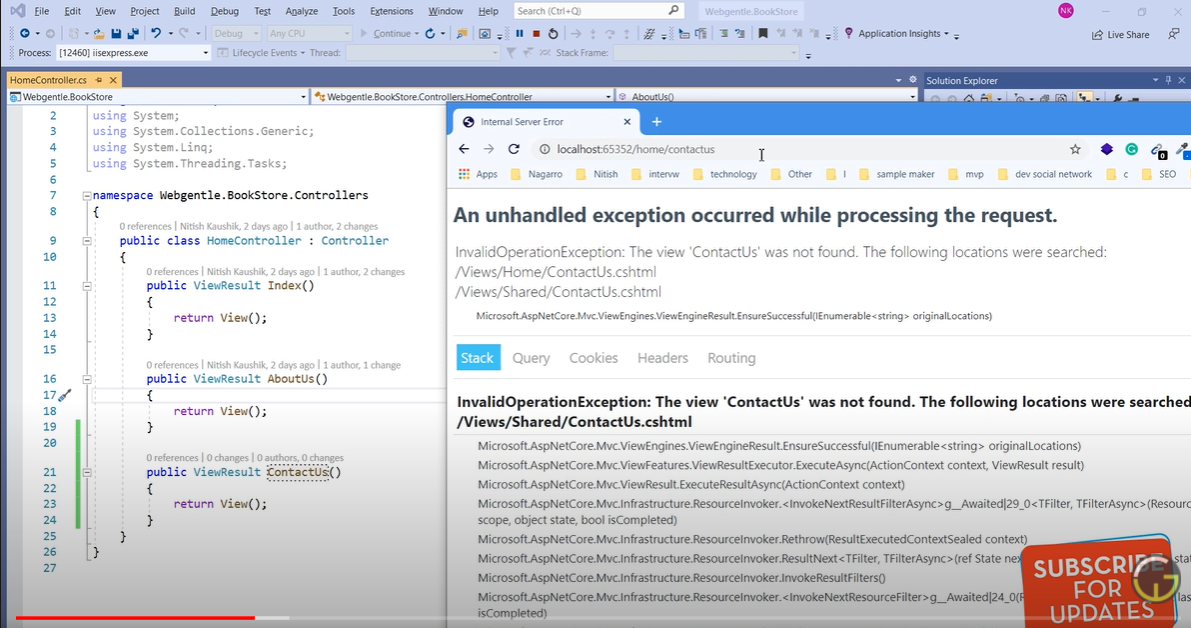 File Edit View Project Build Debug Test Analyze Tools Extensions Window Help Search (Ctrl+Q) Webgentle.BookStore NK
Debug Any CPU Continue Application Insights Live Share
Process: [12460] iisexpress.exe Lifecycle Events Thread: Stack Frame:
HomeController.cs Solution Explorer
Webgentle.BookStore Webgentle.BookStore.Controllers.HomeController AboutUs()
2 using System;
3 using System.Collections.Generic;
4 using System.Linq;
5 using System.Threading.Tasks;
6
7 namespace Webgentle.BookStore.Controllers
8 {
0 references | Nitish Kaushik, 2 days ago | 1 author, 2 changes
9 public class HomeController : Controller
10 {
0 references | Nitish Kaushik, 2 days ago | 1 author, 2 changes
11 public ViewResult Index()
12 {
13 return View();
14 }
15
0 references | Nitish Kaushik, 2 days ago | 1 author, 1 change
16 public ViewResult AboutUs()
17 {
18 return View();
19 }
20
0 references | 0 changes | 0 authors, 0 changes
21 public ViewResult ContactUs()
22 {
23 return View();
24 }
25 }
26 }
27
Internal Server Error
localhost:65352/home/contactus
0
Apps Nagarro Nitish intervw technology Other I sample maker mvp dev social network c SEO
An unhandled exception occurred while processing the request.
InvalidOperationException: The view 'ContactUs' was not found. The following locations were searched:
/Views/Home/ContactUs.cshtml
/Views/Shared/ContactUs.cshtml
Microsoft.AspNetCore.Mvc.ViewEngines.ViewEngineResult.EnsureSuccessful(IEnumerable<string> originalLocations)
Stack Query Cookies Headers Routing
InvalidOperationException: The view 'ContactUs' was not found. The following locations were searched
/Views/Shared/ContactUs.cshtml
Microsoft.AspNetCore.Mvc.ViewEngines.ViewEngineResult.EnsureSuccessful(IEnumerable<string> originalLocations)
Microsoft.AspNetCore.Mvc.ViewFeatures.ViewResultExecutor.ExecuteAsync(ActionContext context, ViewResult result)
Microsoft.AspNetCore.Mvc.ViewResult.ExecuteResultAsync(ActionContext context)
Microsoft.AspNetCore.Mvc.Infrastructure.ResourceInvoker.<InvokeNextResultFilterAsync>g__Awaited|29_0<TFilter, TFilterAsync>(Resourc
scope, object state, bool isCompleted)
Microsoft.AspNetCore.Mvc.Infrastructure.ResourceInvoker.Rethrow(ResultExecutedContextSealed context)
Microsoft.AspNetCore.Mvc.Infrastructure.ResourceInvoker.ResultNext<TFilter, TFilterAsync>(ref State nex
Microsoft.AspNetCore.Mvc.Infrastructure.ResourceInvoker.InvokeResultFilters()
Microsoft.AspNetCore.Mvc.Infrastructure.ResourceInvoker.<InvokeNextResourceFilter>g__Awaited|24_0(R
isCompleted)
SUBSCRIBE
FOR
UPDATES